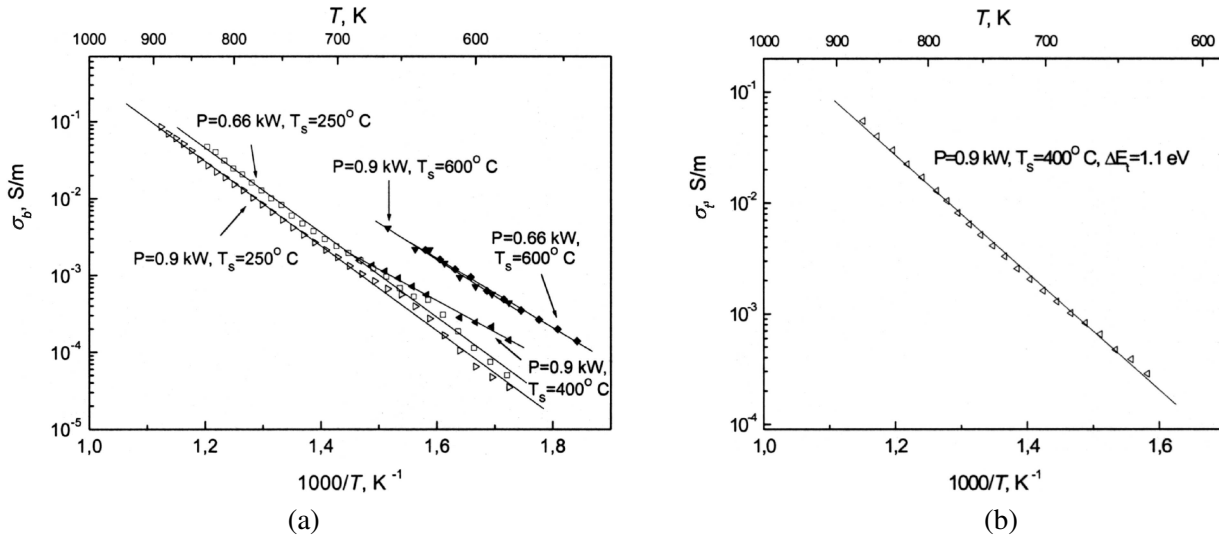 T, K
1000 900 800 700 600
10⁻¹
10⁻²
10⁻³
10⁻⁴
10⁻⁵
σb, S/m
P=0.66 kW, Ts=250° C
P=0.9 kW, Ts=600° C
P=0.66 kW,
Ts=600° C
P=0.9 kW, Ts=250° C
P=0.9 kW,
Ts=400° C
1,0 1,2 1,4 1,6 1,8
1000/T, K⁻¹
(a)
T, K
1000 900 800 700 600
10⁻¹
10⁻²
10⁻³
10⁻⁴
σt, S/m
P=0.9 kW, Ts=400° C, ΔEt=1.1 eV
1,0 1,2 1,4 1,6
1000/T, K⁻¹
(b)